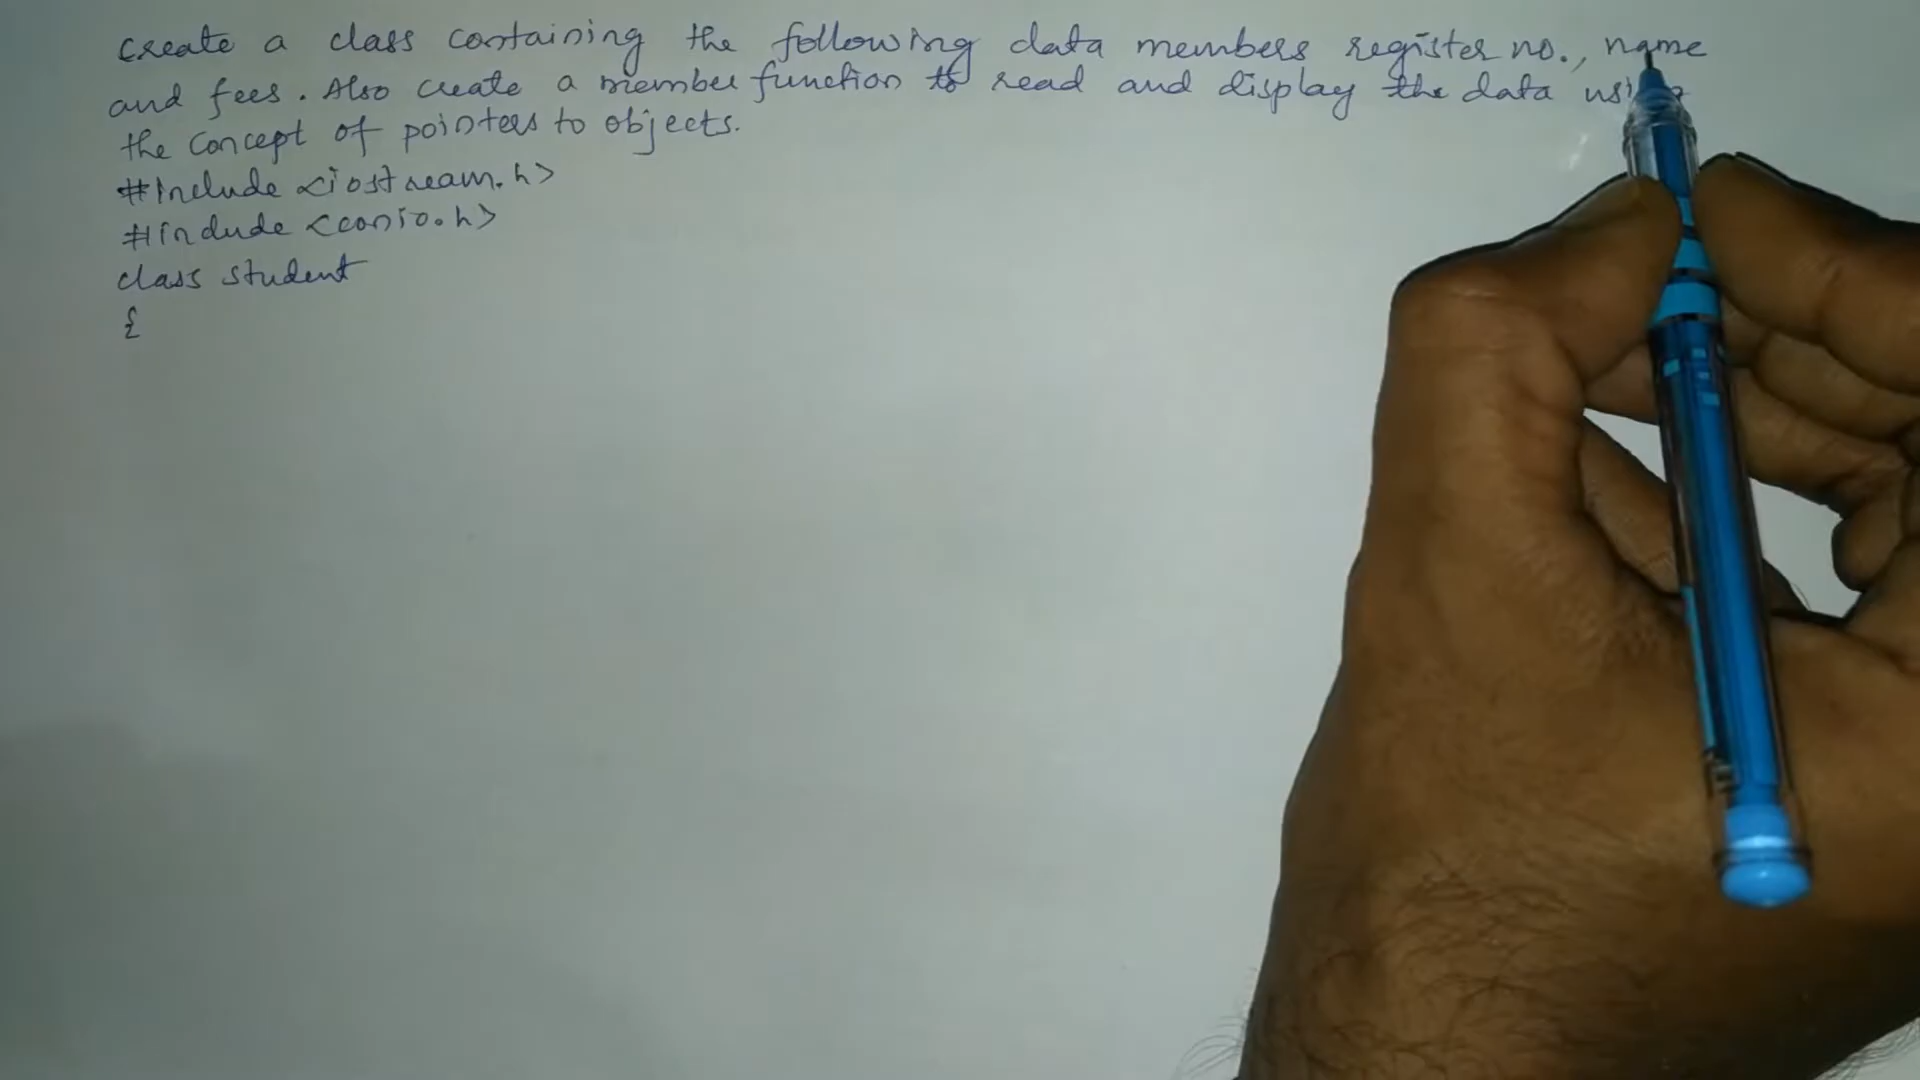 create a class containing the following data members register no., name
and fees. Also create a member function to read and display the data
the concept of pointers to objects.
#include <iostream.h>
#include <conio.h>
class student
{